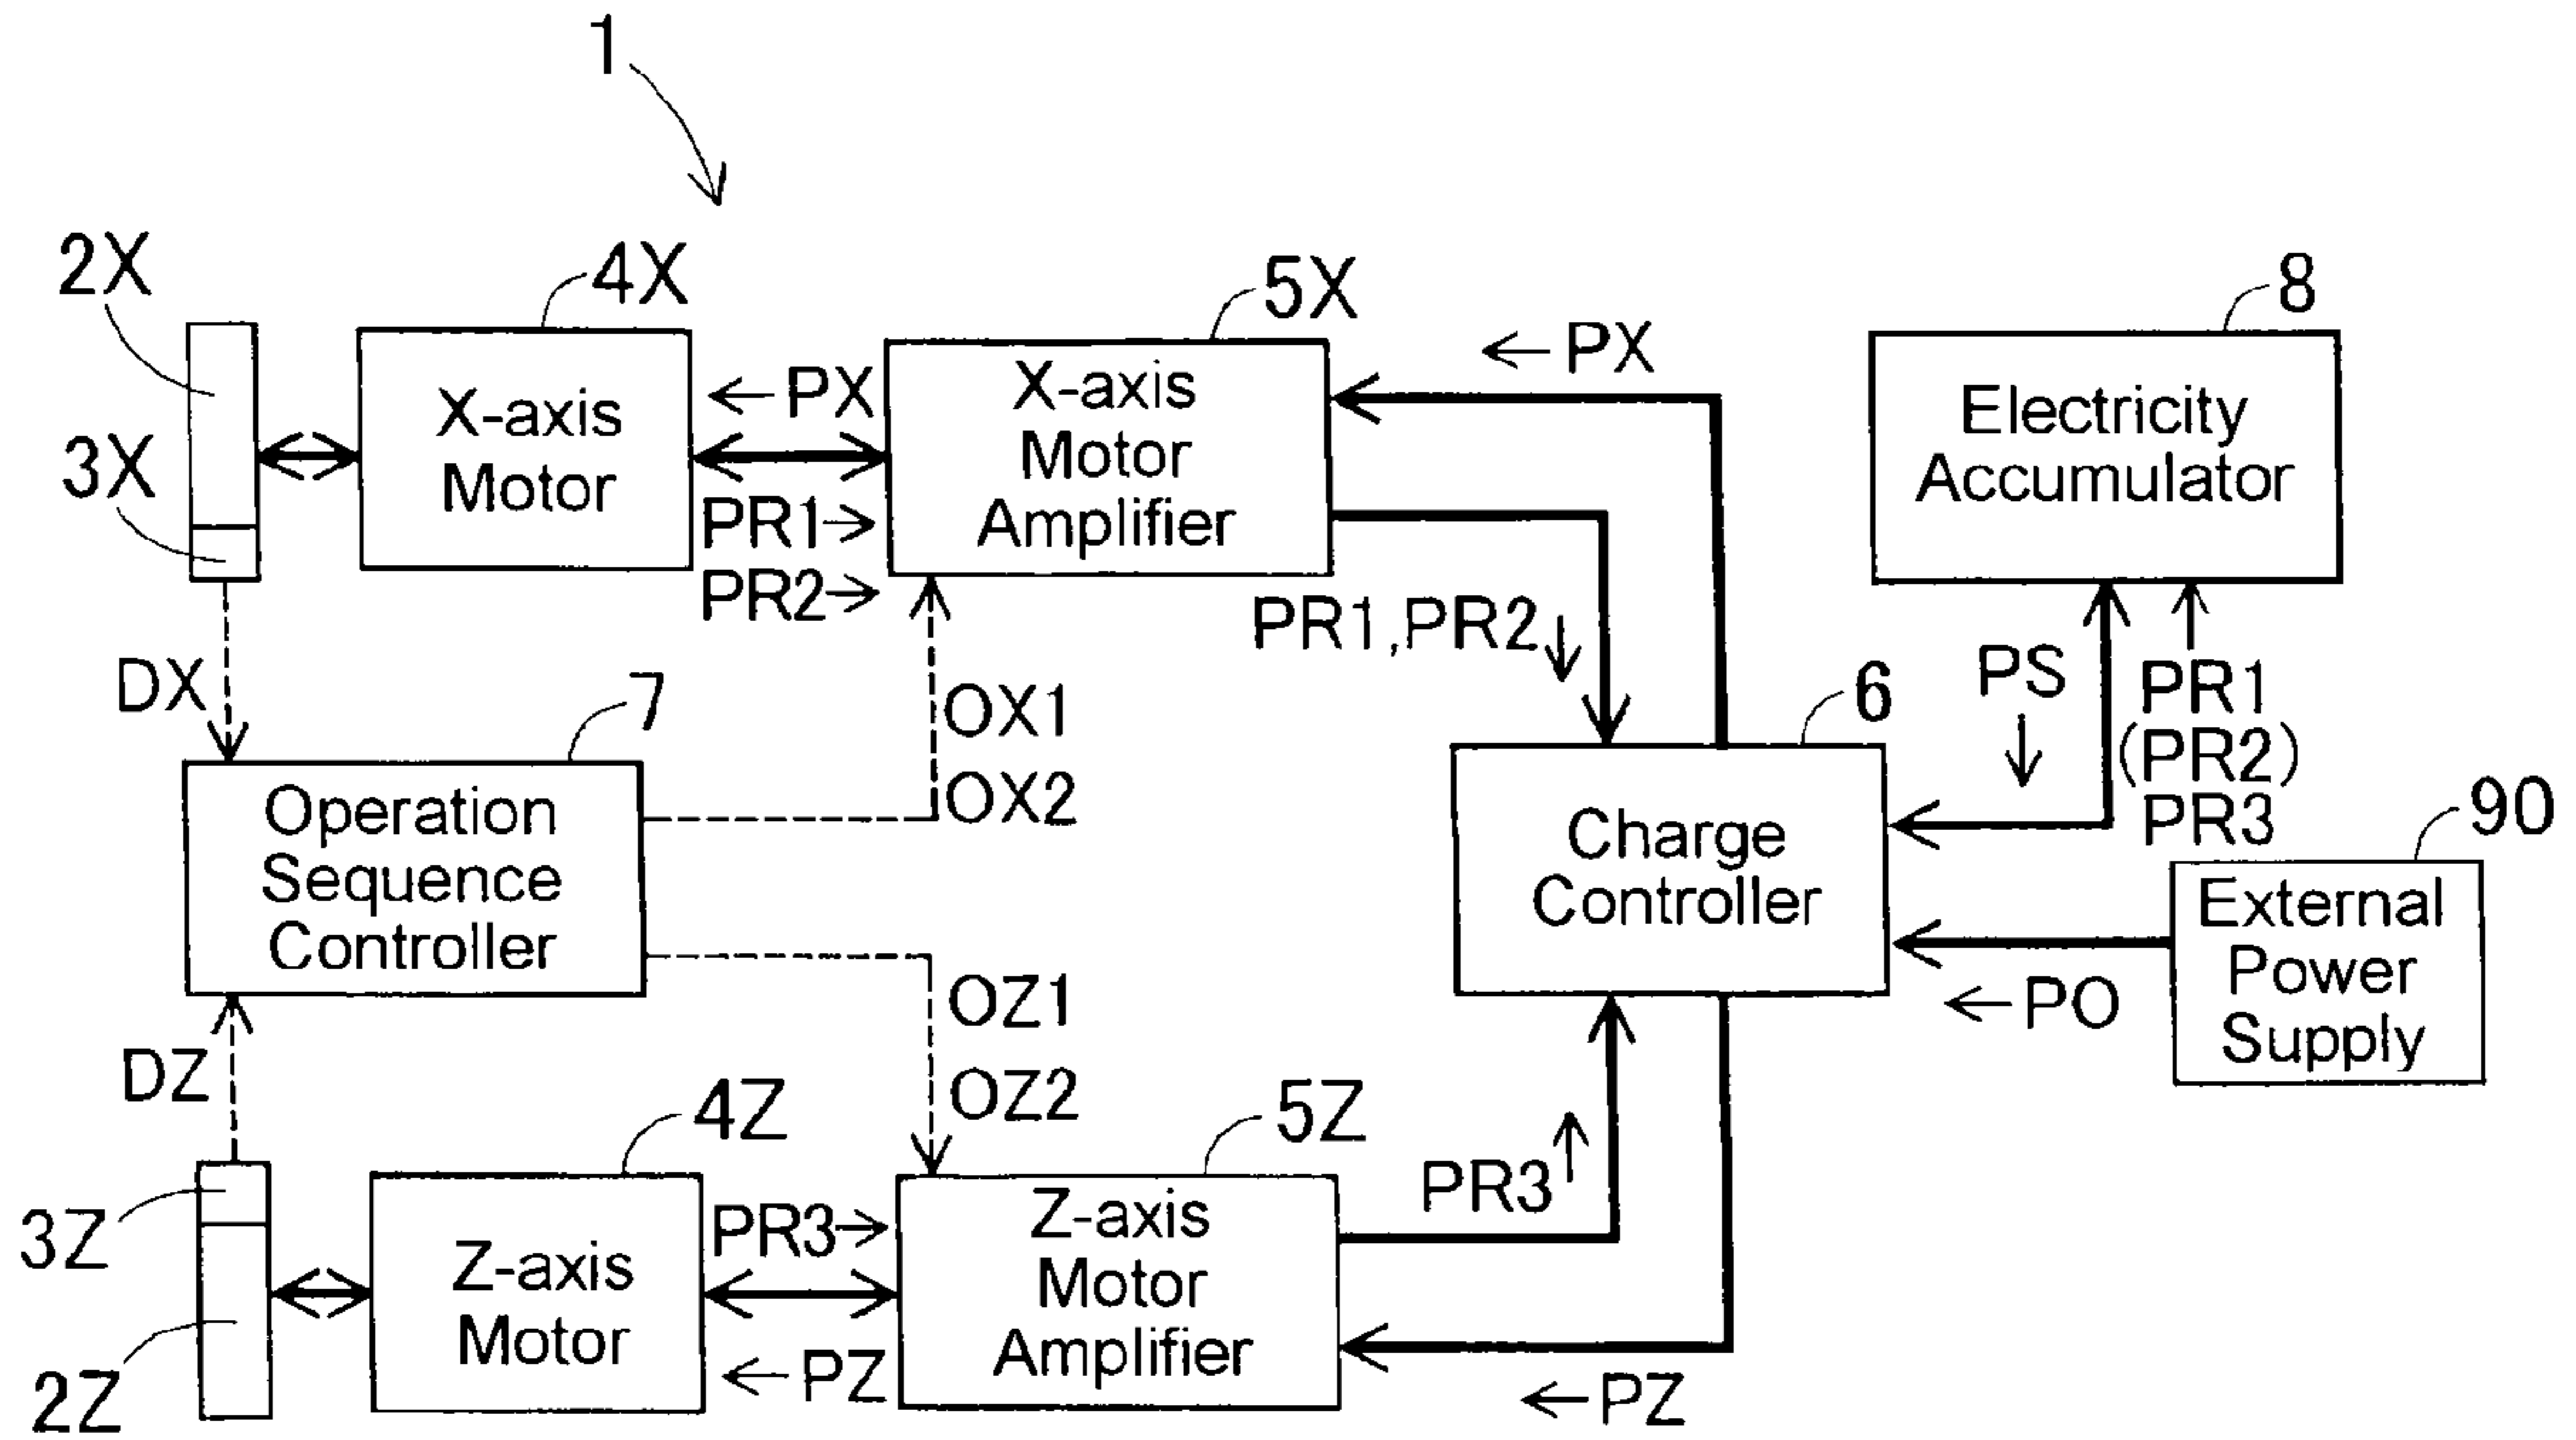 1
2X
3X
4X
X-axis
Motor
← PX
PR1→
PR2→
5X
X-axis
Motor
Amplifier
← PX
PR1,PR2↓
8
Electricity
Accumulator
PS
↓
PR1
(PR2)
PR3
DX
7
Operation
Sequence
Controller
OX1
OX2
OZ1
OZ2
6
Charge
Controller
90
External
Power
Supply
← PO
DZ
3Z
2Z
4Z
Z-axis
Motor
PR3→
← PZ
5Z
Z-axis
Motor
Amplifier
PR3↑
← PZ